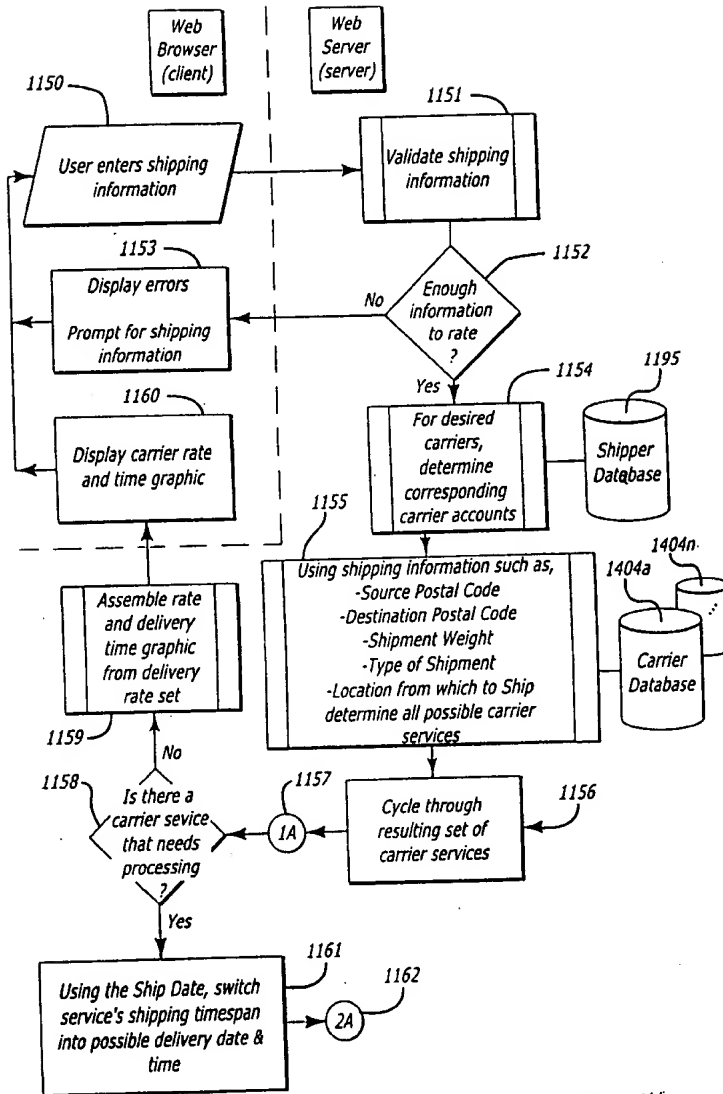 Web
Browser
(client)
Web
Server
(server)
1150
1151
User enters shipping
information
Validate shipping
information
1153
1152
Display errors
Prompt for shipping
information
No
Enough
information
to rate
?
Yes
1160
1154
1195
Display carrier rate
and time graphic
For desired
carriers,
determine
corresponding
carrier accounts
Shipper
Database
1155
1404n
1404a
Assemble rate
and delivery
time graphic
from delivery
rate set
Using shipping information such as,
-Source Postal Code
-Destination Postal Code
-Shipment Weight
-Type of Shipment
-Location from which to Ship
determine all possible carrier
services
Carrier
Database
1159
No
1158
1157
Is there a
carrier sevice
that needs
processing
?
1A
Cycle through
resulting set of
carrier services
1156
Yes
1161
1162
Using the Ship Date, switch
service's shipping timespan
into possible delivery date &
time
2A